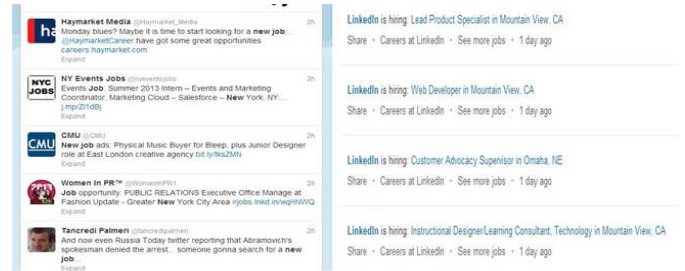 ha
Haymarket Media @Haymarket_Media 2h
Monday blues? Maybe it is time to start looking for a new job...
@HaymarketCareer have got some great opportunities
careers.haymarket.com
Expand
NYC
JOBS
NY Events Jobs @nyeventsjobs 2h
Events Job: Summer 2013 Intern -- Events and Marketing
Coordinator, Marketing Cloud -- Salesforce -- New York, NY:...
j.mp/ZI1dBj
Expand
CMU
CMU @CMU 2h
New job ads: Physical Music Buyer for Bleep, plus Junior Designer
role at East London creative agency bit.ly/tksZMN
Expand
Women In PR™ @WomeninPR1 2h
Job opportunity: PUBLIC RELATIONS Executive Office Manage at
Fashion Update - Greater New York City Area #jobs lnkd.in/wqHNWQ
Expand
Tancredi Palmeri @tancredipalmeri 2h
And now even Russia Today twitter reporting that Abramovich's
spokesman denied the arrest... someone gonna search for a new
job...
Expand
LinkedIn is hiring: Lead Product Specialist in Mountain View, CA
Share • Careers at LinkedIn • See more jobs • 1 day ago
LinkedIn is hiring: Web Developer in Mountain View, CA
Share • Careers at LinkedIn • See more jobs • 1 day ago
LinkedIn is hiring: Customer Advocacy Supervisor in Omaha, NE
Share • Careers at LinkedIn • See more jobs • 1 day ago
LinkedIn is hiring: Instructional Designer/Learning Consultant, Technology in Mountain View, CA
Share • Careers at LinkedIn • See more jobs • 1 day ago